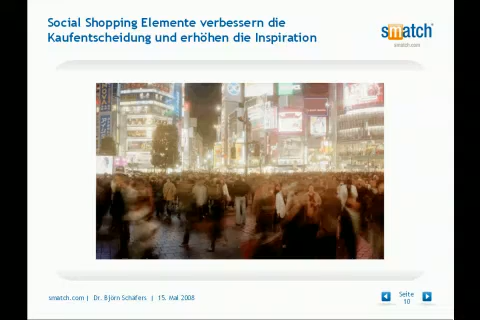 Social Shopping Elemente verbessern die
Kaufentscheidung und erhöhen die Inspiration
smatch
smatch.com
smatch.com | Dr. Björn Schäfers | 15. Mai 2008
Seite
10